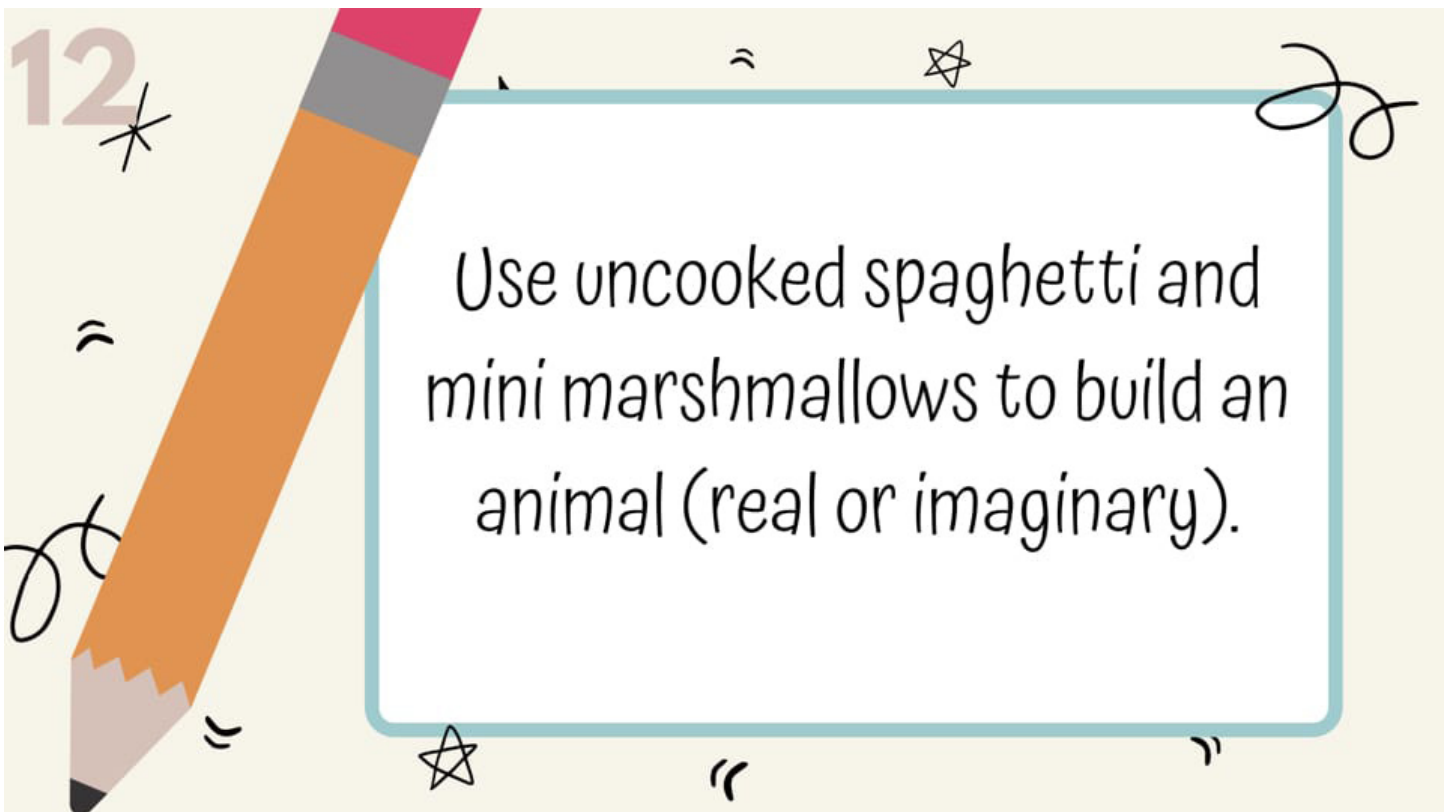 12
Use uncooked spaghetti and
mini marshmallows to build an
animal (real or imaginary).